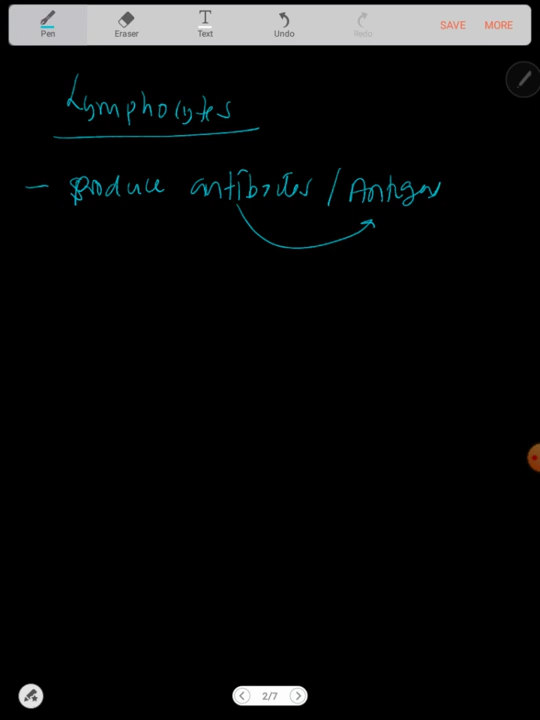 Pen Eraser Text Undo Redo SAVE MORE
Lymphocytes
- produce antibodies / Antigen
2/7